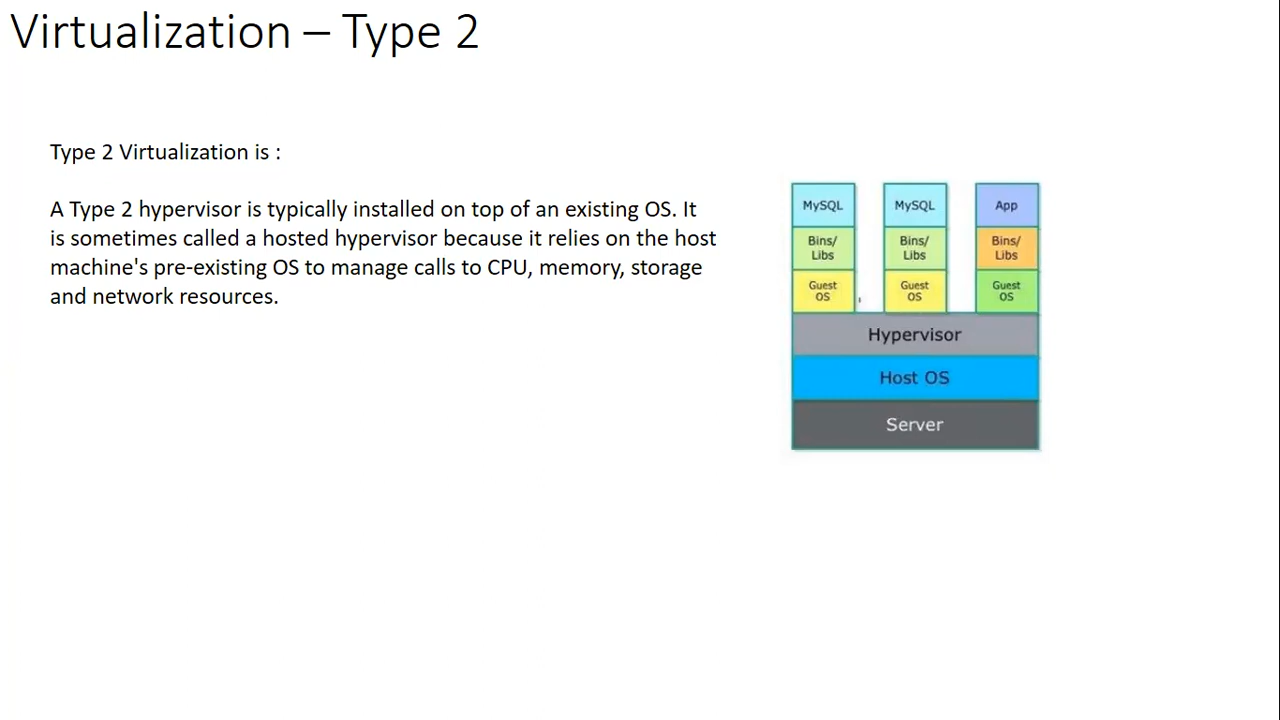 Virtualization – Type 2
Type 2 Virtualization is :
A Type 2 hypervisor is typically installed on top of an existing OS. It
is sometimes called a hosted hypervisor because it relies on the host
machine's pre-existing OS to manage calls to CPU, memory, storage
and network resources.
MySQL
Bins/
Libs
Guest
OS
MySQL
Bins/
Libs
Guest
OS
App
Bins/
Libs
Guest
OS
Hypervisor
Host OS
Server